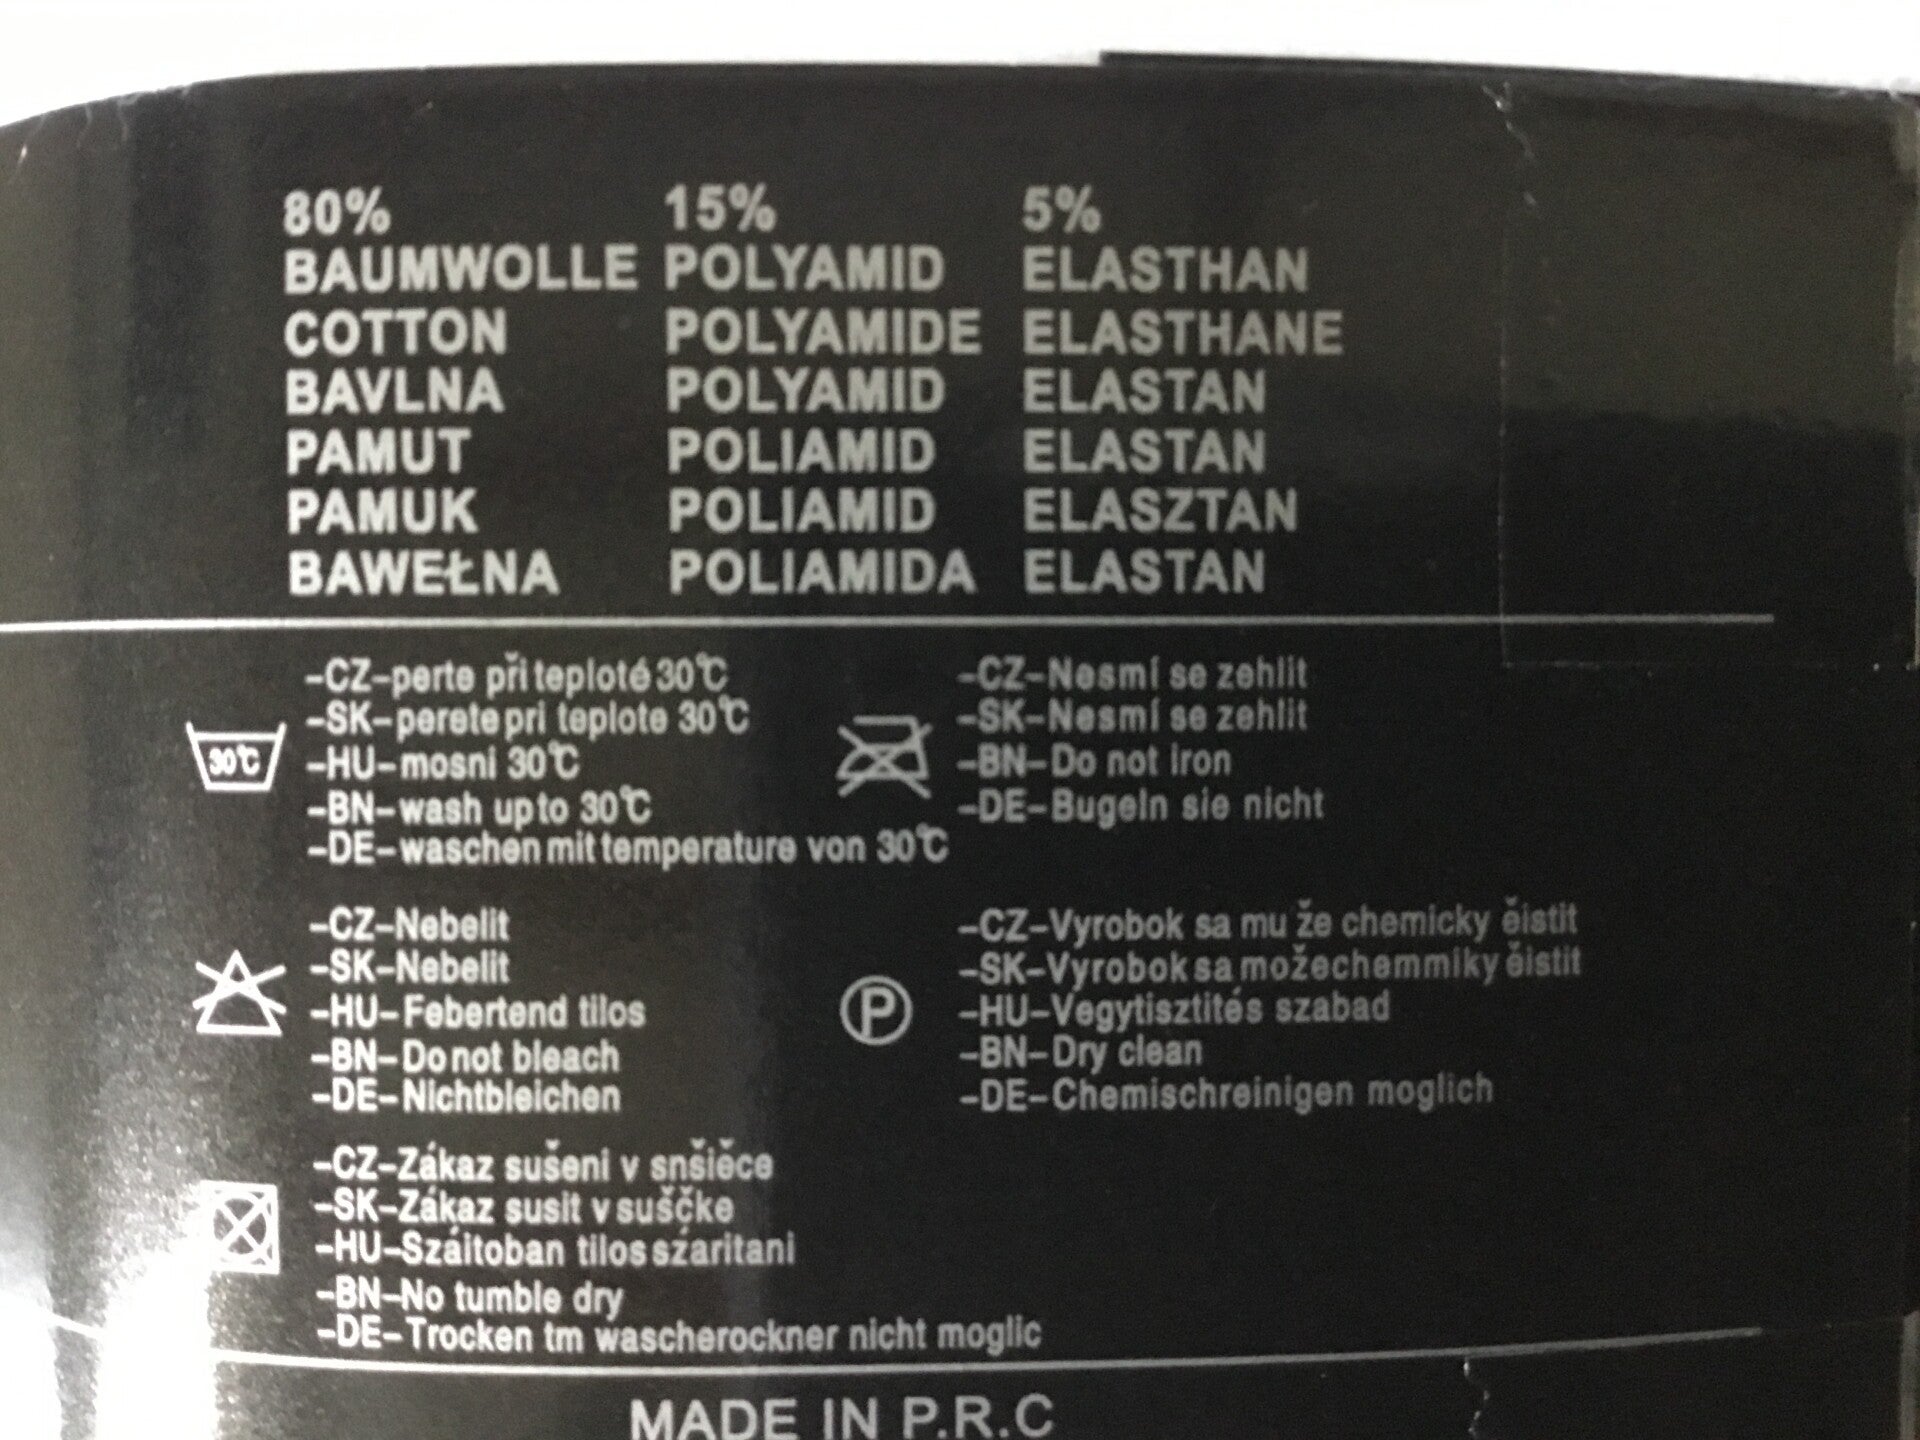 80% 15% 5%
BAUMWOLLE POLYAMID ELASTHAN
COTTON POLYAMIDE ELASTHANE
BAVLNA POLYAMID ELASTAN
PAMUT POLIAMID ELASTAN
PAMUK POLIAMID ELASZTAN
BAWEŁNA POLIAMIDA ELASTAN
30℃
-CZ-perte při teploté 30℃
-SK-perete pri teplote 30℃
-HU-mosni 30℃
-BN-wash up to 30℃
-DE-waschen mit temperature von 30℃
-CZ-Nesmí se zehlit
-SK-Nesmí se zehlit
-BN-Do not iron
-DE-Bugeln sie nicht
-CZ-Nebelit
-SK-Nebelit
-HU-Febertend tilos
-BN-Do not bleach
-DE-Nichtbleichen
P
-CZ-Vyrobok sa mu že chemicky ěistit
-SK-Vyrobok sa možechemmiky ěistit
-HU-Vegytisztités szabad
-BN-Dry clean
-DE-Chemischreinigen moglich
-CZ-Zákaz sušeni v snšiěce
-SK-Zákaz susit v suščke
-HU-Száitoban tilos száritani
-BN-No tumble dry
-DE-Trocken tm wascherockner nicht moglic
MADE IN P.R.C